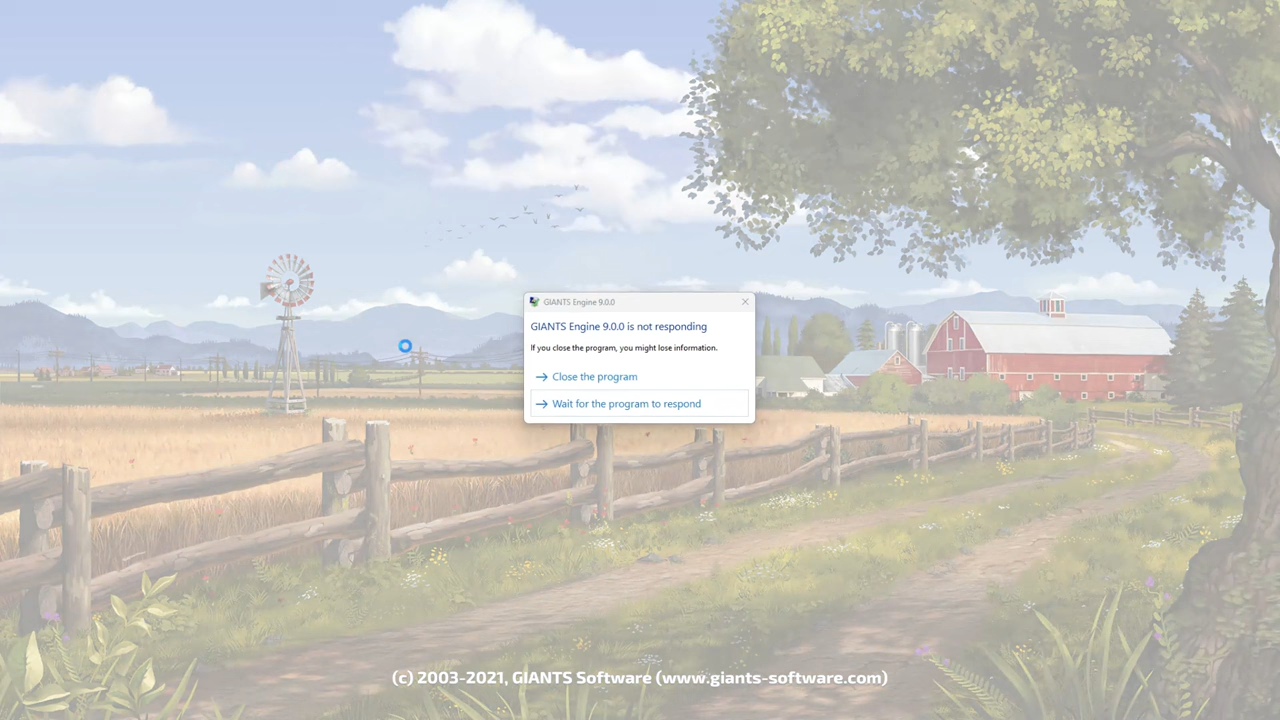 GIANTS Engine 9.0.0
GIANTS Engine 9.0.0 is not responding
If you close the program, you might lose information.
Close the program
Wait for the program to respond
(c) 2003-2021, GIANTS Software (www.giants-software.com)